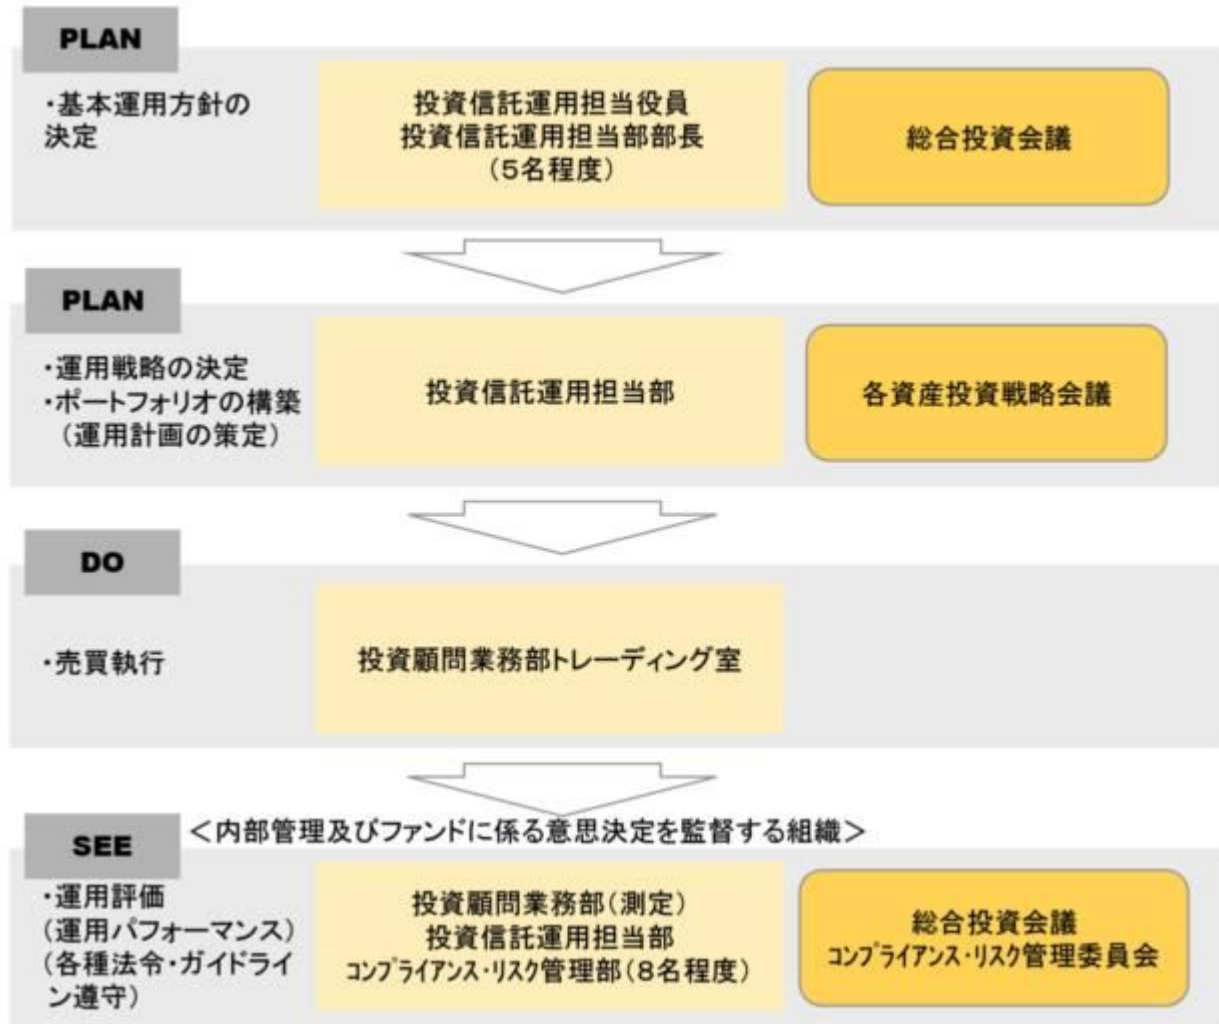 PLAN
・基本運用方針の
決定
投資信託運用担当役員
投資信託運用担当部部長
（５名程度）
総合投資会議
PLAN
・運用戦略の決定
・ポートフォリオの構築
（運用計画の策定）
投資信託運用担当部
各資産投資戦略会議
DO
・売買執行
投資顧問業務部トレーディング室
SEE
＜内部管理及びファンドに係る意思決定を監督する組織＞
・運用評価
（運用パフォーマンス）
（各種法令・ガイドライ
ン遵守）
投資顧問業務部（測定）
投資信託運用担当部
ｺﾝﾌﾟﾗｲｱﾝｽ・ﾘｽｸ管理部（８名程度）
総合投資会議
ｺﾝﾌﾟﾗｲｱﾝｽ・ﾘｽｸ管理委員会